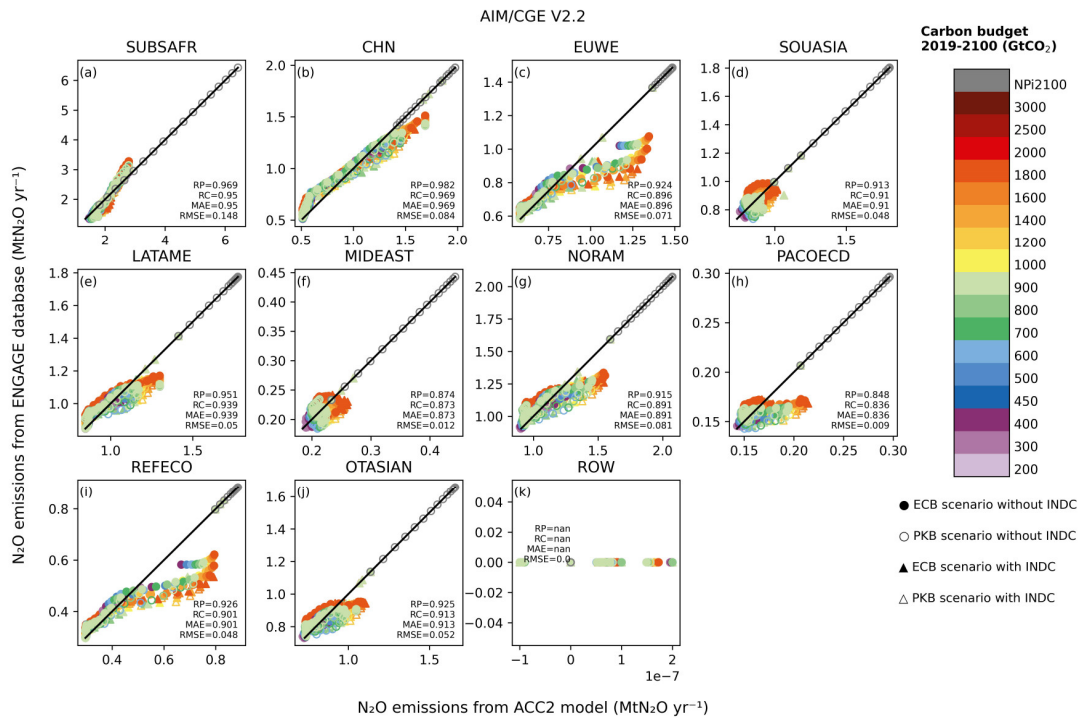 AIM/CGE V2.2
SUBSAFR
CHN
EUWE
SOUASIA
Carbon budget
2019-2100 (GtCO₂)
(a)
6
5
4
3
2
2
4
6
RP=0.969
RC=0.95
MAE=0.95
RMSE=0.148
(b)
2.0
1.5
1.0
0.5
0.5
1.0
1.5
2.0
RP=0.982
RC=0.969
MAE=0.969
RMSE=0.084
(c)
1.4
1.2
1.0
0.8
0.6
0.75
1.00
1.25
1.50
RP=0.924
RC=0.896
MAE=0.896
RMSE=0.071
(d)
1.8
1.6
1.4
1.2
1.0
0.8
1.0
1.5
RP=0.913
RC=0.91
MAE=0.91
RMSE=0.048
LATAME
MIDEAST
NORAM
PACOECD
(e)
1.8
1.6
1.4
1.2
1.0
1.0
1.5
RP=0.951
RC=0.939
MAE=0.939
RMSE=0.05
(f)
0.45
0.40
0.35
0.30
0.25
0.20
0.2
0.3
0.4
RP=0.874
RC=0.873
MAE=0.873
RMSE=0.012
(g)
2.00
1.75
1.50
1.25
1.00
1.0
1.5
2.0
RP=0.915
RC=0.891
MAE=0.891
RMSE=0.081
(h)
0.30
0.25
0.20
0.15
0.15
0.20
0.25
0.30
RP=0.848
RC=0.836
MAE=0.836
RMSE=0.009
REFECO
OTASIAN
ROW
(i)
0.8
0.6
0.4
0.4
0.6
0.8
RP=0.926
RC=0.901
MAE=0.901
RMSE=0.048
(j)
1.6
1.4
1.2
1.0
0.8
1.0
1.5
RP=0.925
RC=0.913
MAE=0.913
RMSE=0.052
(k)
0.04
0.02
0.00
−0.02
−0.04
−1
0
1
2
1e−7
RP=nan
RC=nan
MAE=nan
RMSE=0.0
N₂O emissions from ENGAGE database (MtN₂O yr⁻¹)
N₂O emissions from ACC2 model (MtN₂O yr⁻¹)
NPi2100
3000
2500
2000
1800
1600
1400
1200
1000
900
800
700
600
500
450
400
300
200
ECB scenario without INDC
PKB scenario without INDC
ECB scenario with INDC
PKB scenario with INDC